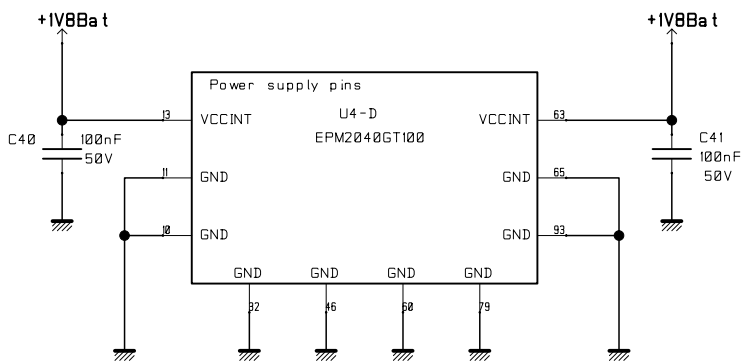 +1V8Bat
+1V8Bat
Power supply pins
U4-D
EPM2040GT100
13
VCCINT
VCCINT
63
C40
100nF
50V
C41
100nF
50V
11
GND
GND
65
10
GND
GND
93
GND
GND
GND
GND
32
46
60
79